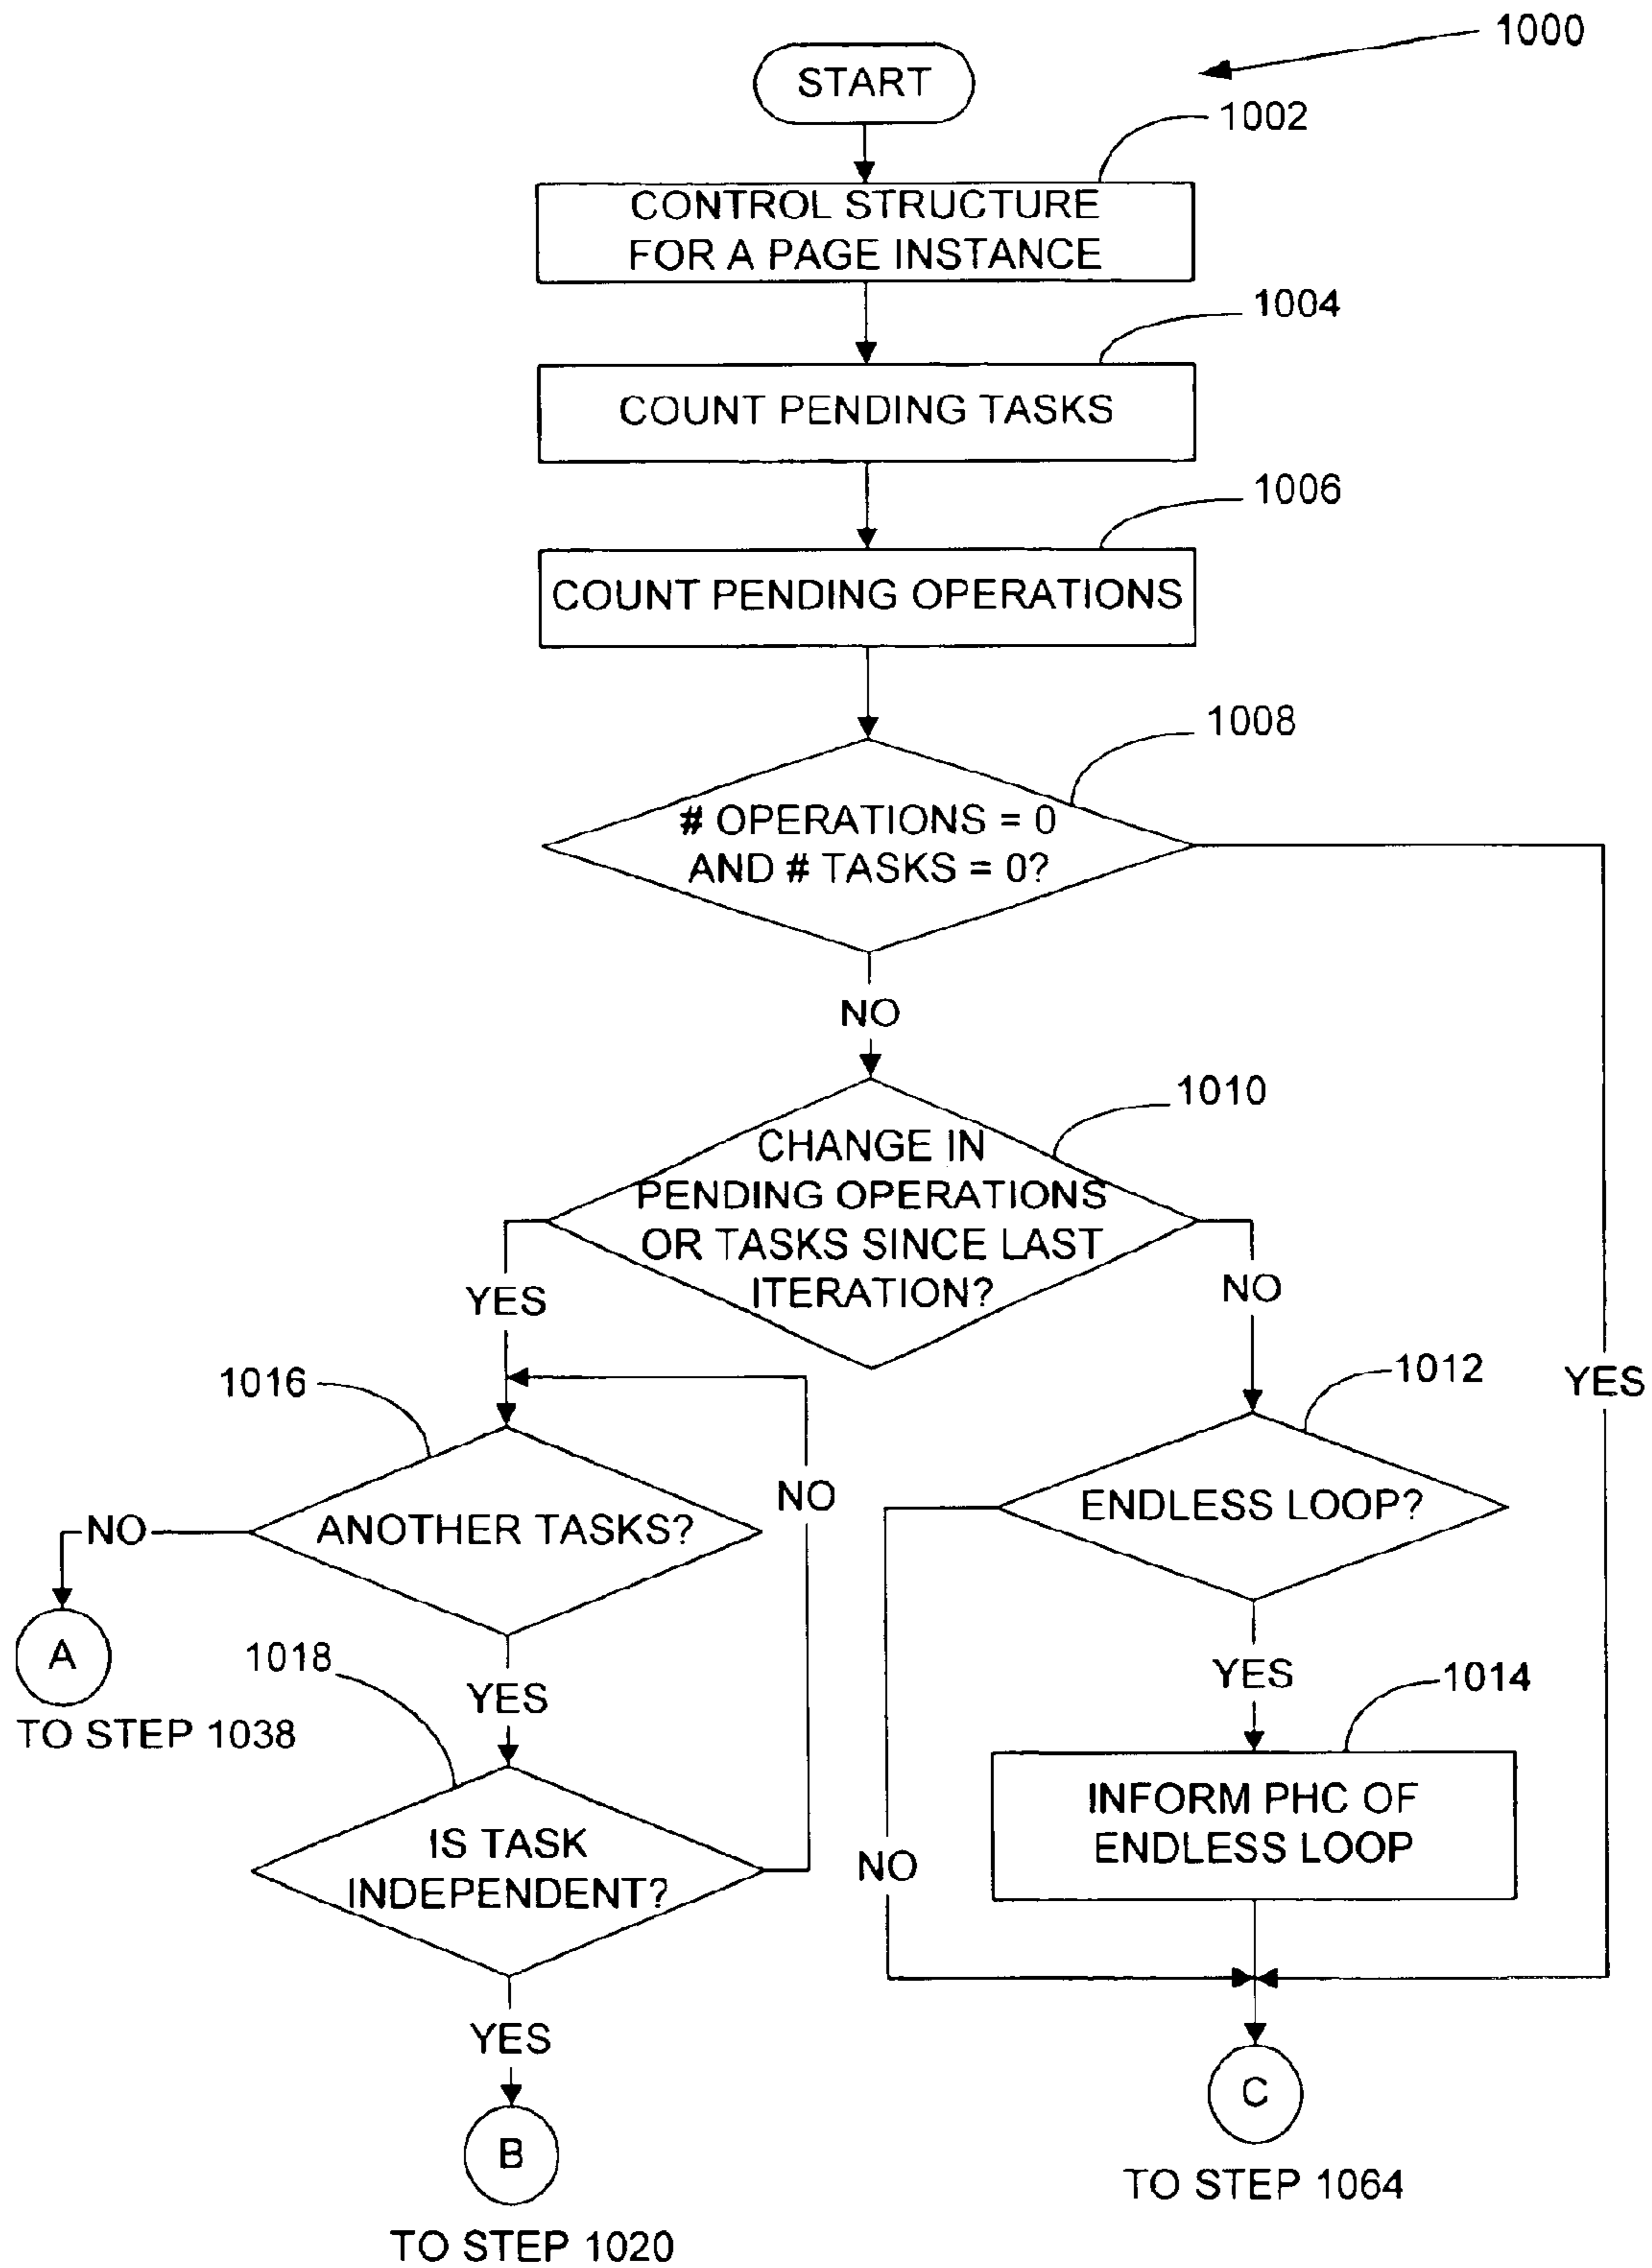 1000
START
1002
CONTROL STRUCTURE
FOR A PAGE INSTANCE
1004
COUNT PENDING TASKS
1006
COUNT PENDING OPERATIONS
1008
# OPERATIONS = 0
AND # TASKS = 0?
NO
YES
1010
CHANGE IN
PENDING OPERATIONS
OR TASKS SINCE LAST
ITERATION?
YES
NO
1016
ANOTHER TASKS?
NO
A
TO STEP 1038
YES
1018
IS TASK
INDEPENDENT?
NO
YES
B
TO STEP 1020
1012
ENDLESS LOOP?
NO
YES
1014
INFORM PHC OF
ENDLESS LOOP
C
TO STEP 1064